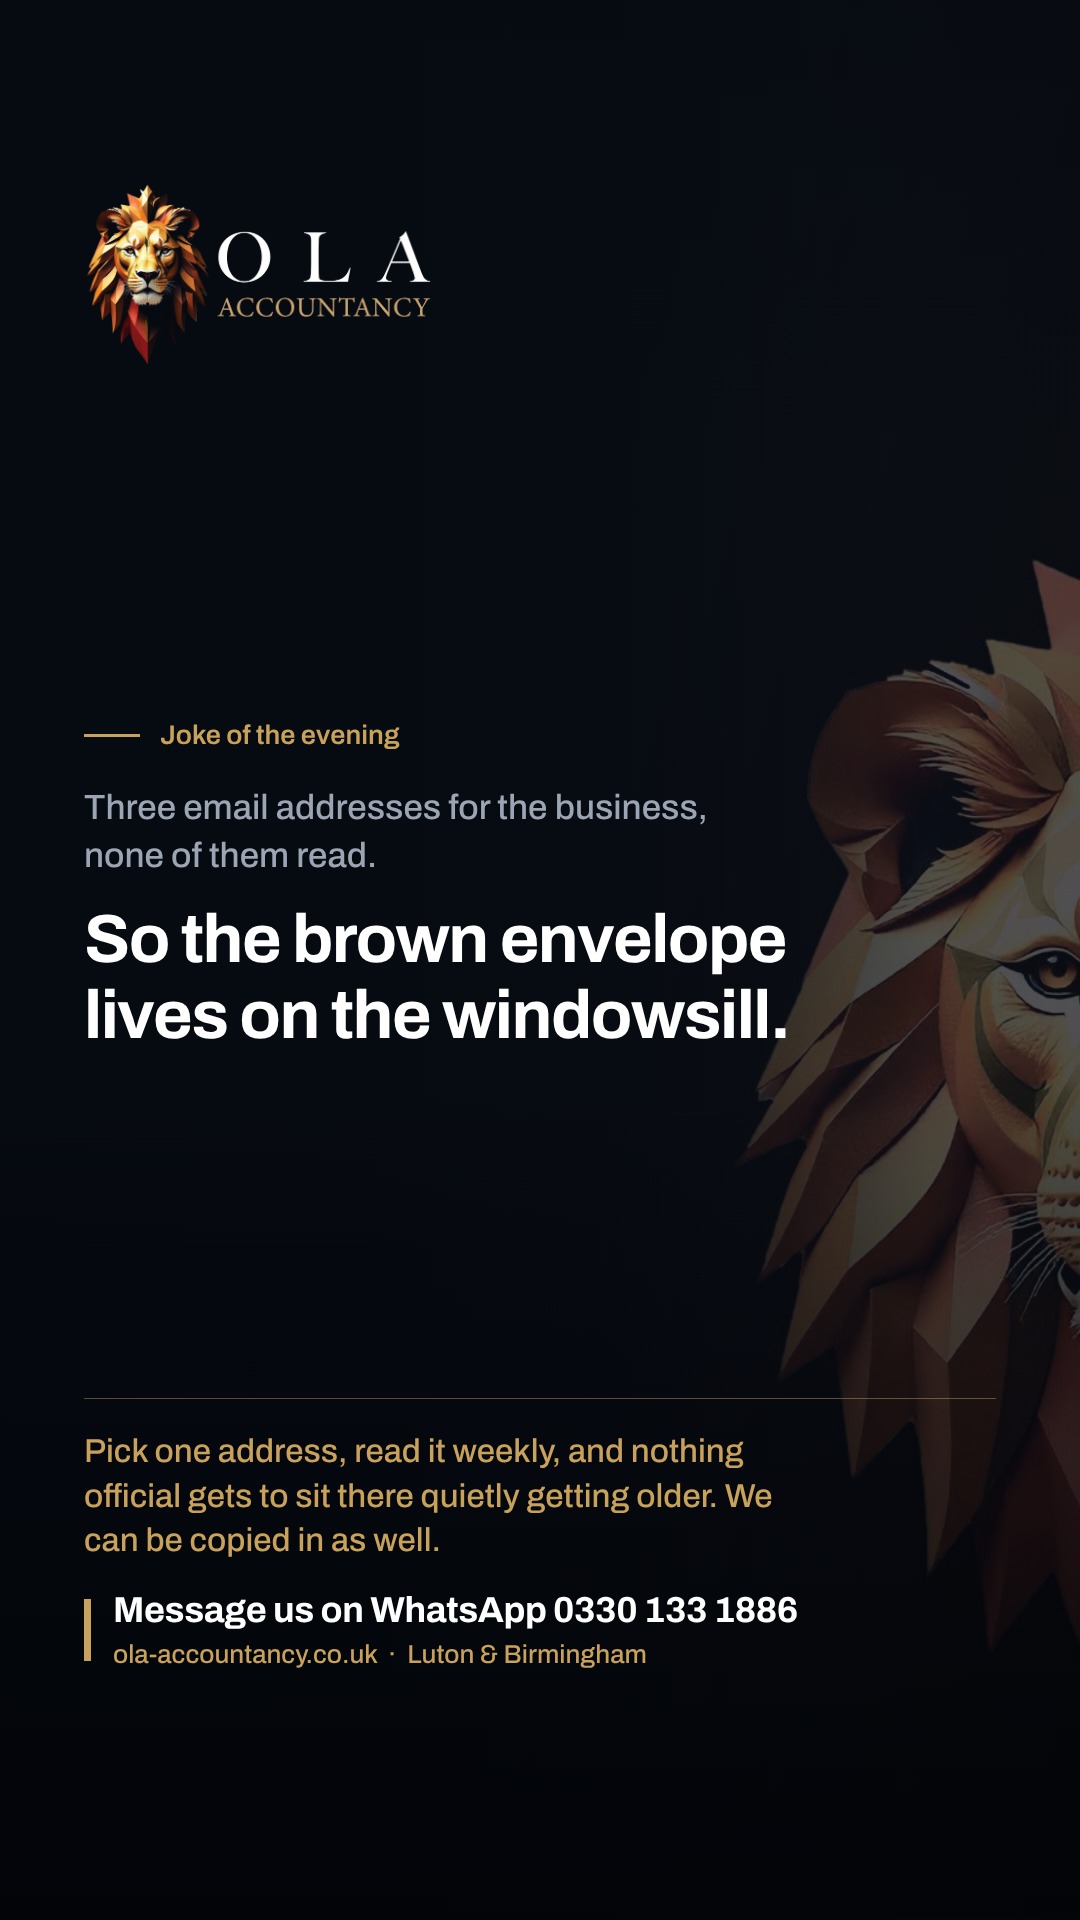 OLA
ACCOUNTANCY
Joke of the evening
Three email addresses for the business,
none of them read.
So the brown envelope
lives on the windowsill.
Pick one address, read it weekly, and nothing
official gets to sit there quietly getting older. We
can be copied in as well.
Message us on WhatsApp 0330 133 1886
ola-accountancy.co.uk · Luton & Birmingham